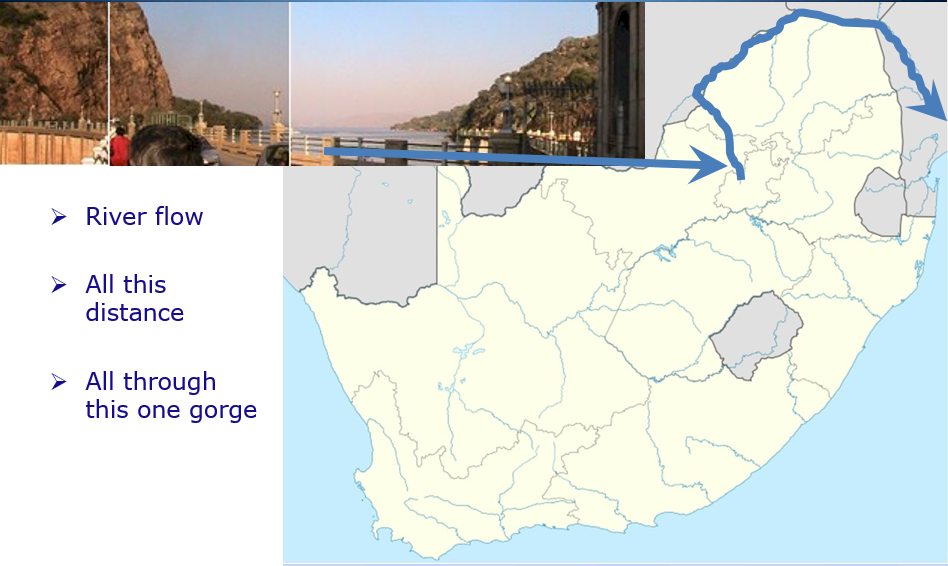 River flow
All this
distance
All through
this one gorge